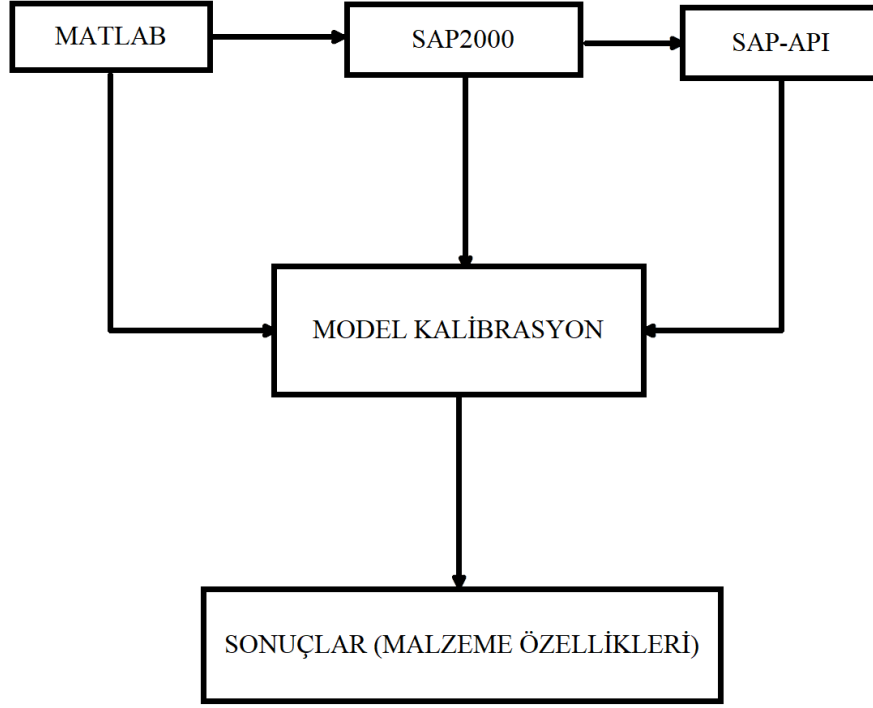 MATLAB
SAP2000
SAP-API
MODEL KALİBRASYON
SONUÇLAR (MALZEME ÖZELLİKLERİ)